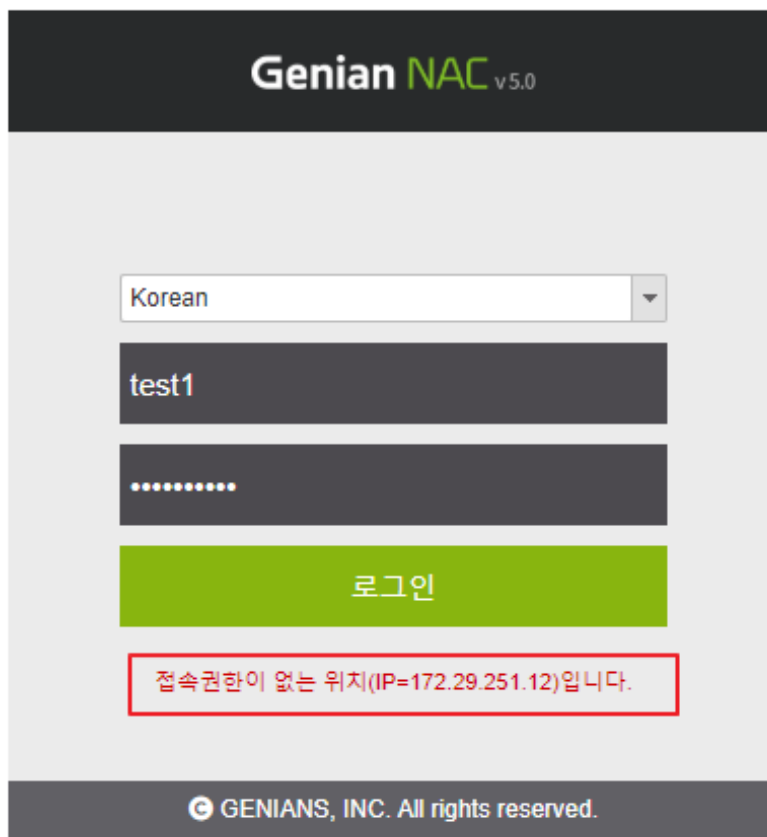 Genian NAC v 5.0
Korean
test1
••••••••••
로그인
접속권한이 없는 위치(IP=172.29.251.12)입니다.
© GENIANS, INC. All rights reserved.